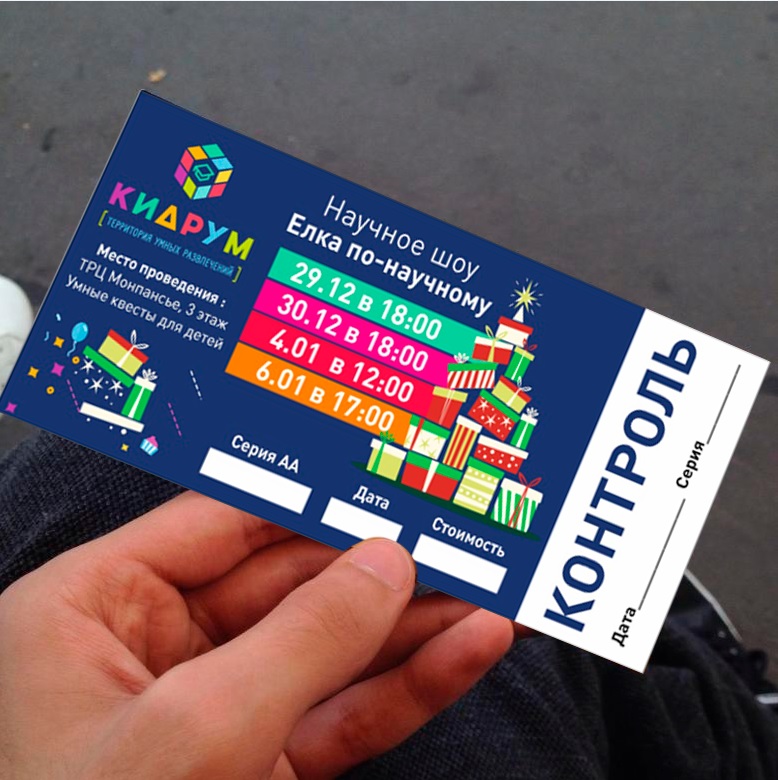 КИДРУМ
[ ТЕРРИТОРИЯ УМНЫХ РАЗВЛЕЧЕНИЙ ]
Место проведения :
ТРЦ Монпансье, 3 этаж
Умные квесты для детей
Научное шоу
Елка по-научному
29.12 в 18:00
30.12 в 18:00
4.01 в 12:00
6.01 в 17:00
Серия АА
Дата
Стоимость
КОНТРОЛЬ
Дата
Серия